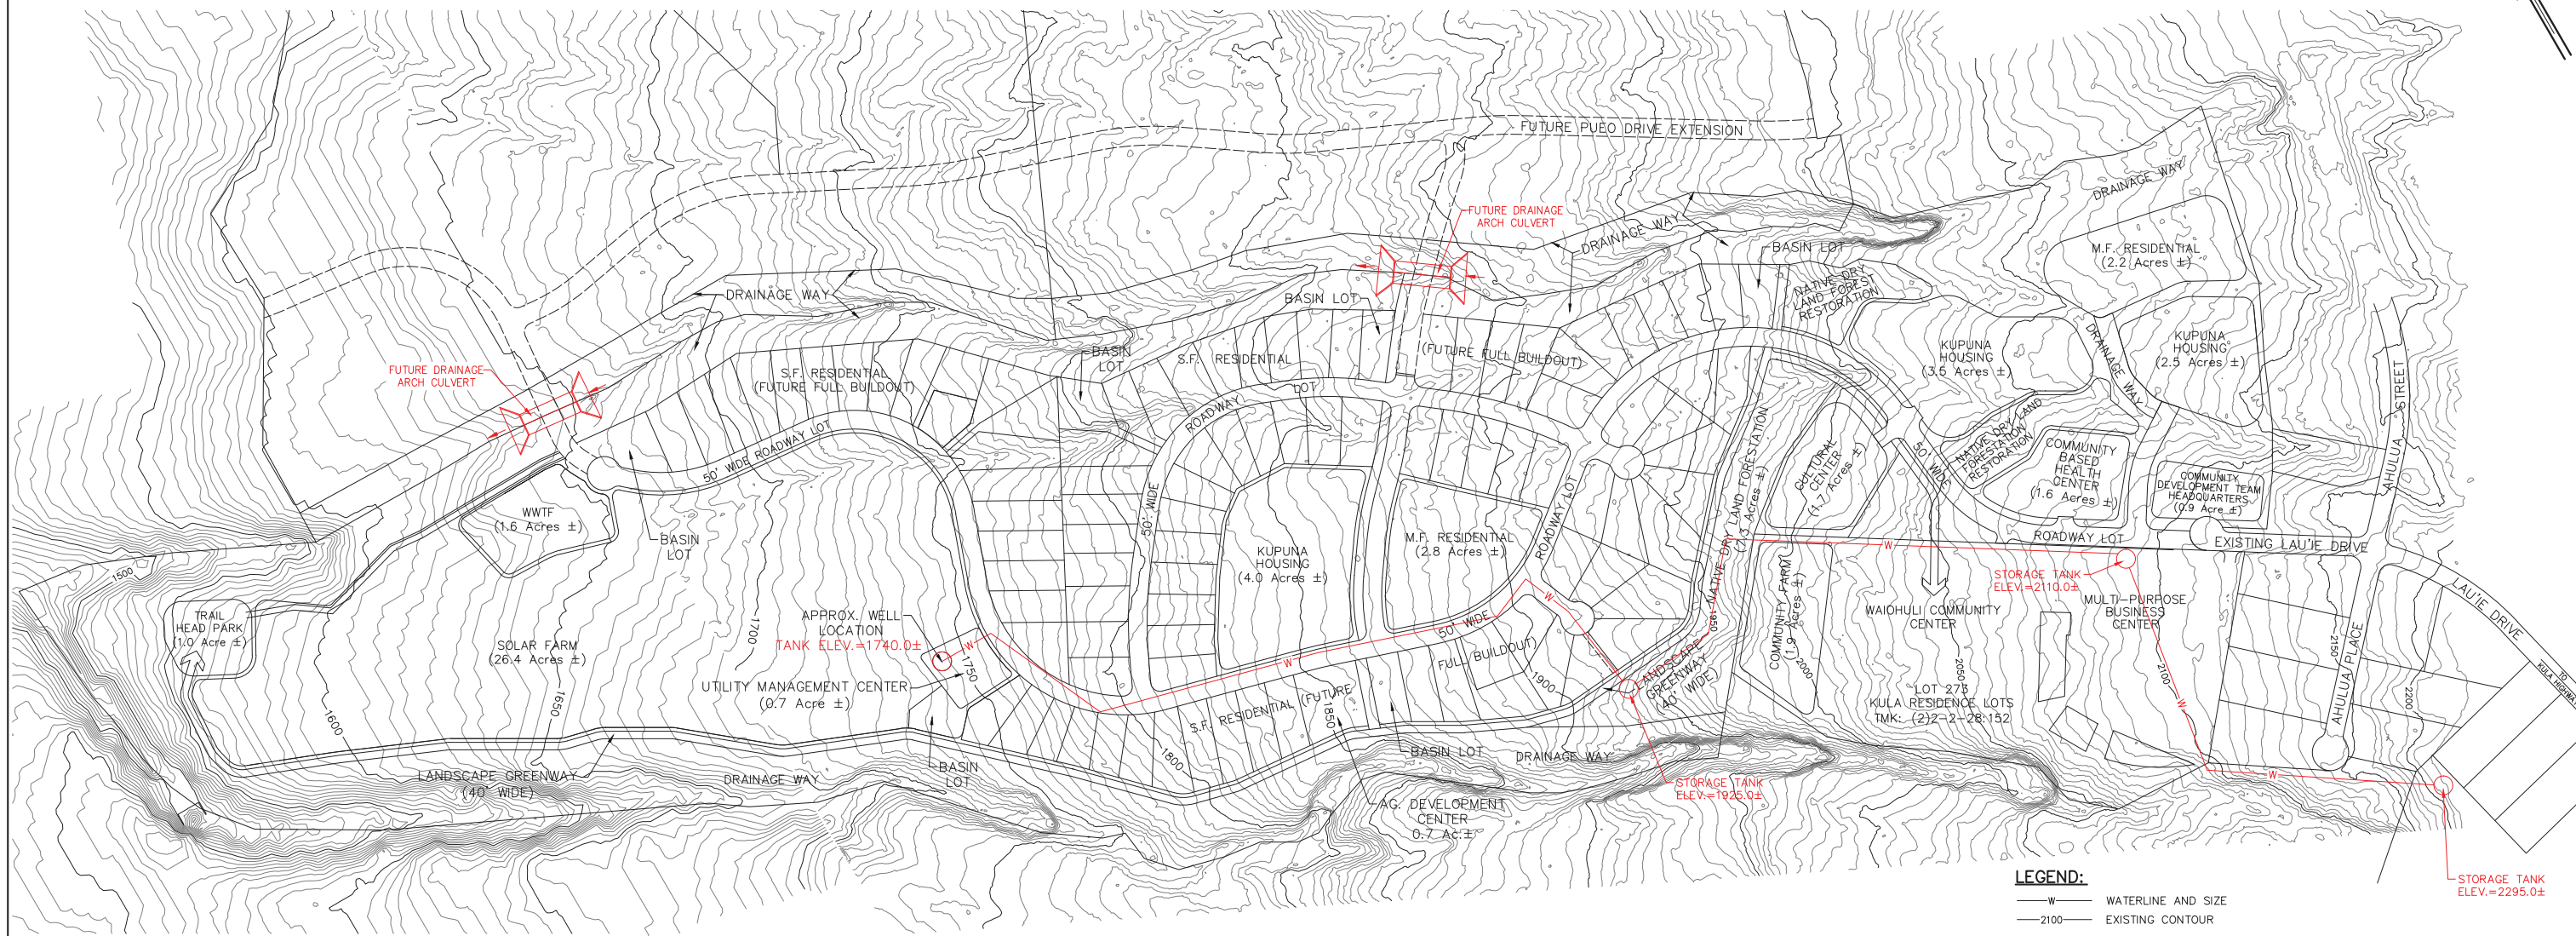 FUTURE PUEO DRIVE EXTENSION
DRAINAGE WAY
FUTURE DRAINAGE
ARCH CULVERT
DRAINAGE WAY
BASIN LOT
M.F. RESIDENTIAL
(2.2 Acres ±)
NATIVE DRY
LAND FOREST
RESTORATION
DRAINAGE WAY
BASIN LOT
KUPUNA
HOUSING
(3.5 Acres ±)
DRAINAGE WAY
KUPUNA
HOUSING
(2.5 Acres ±)
FUTURE DRAINAGE
ARCH CULVERT
S.F. RESIDENTIAL
(FUTURE FULL BUILDOUT)
BASIN
LOT
S.F. RESIDENTIAL
(FUTURE FULL BUILDOUT)
AHULUA STREET
50' WIDE ROADWAY LOT
50' WIDE
ROADWAY
LOT
ROADWAY LOT
NATIVE DRY LAND FORESTATION
(7.3 Acres ±)
CULTURAL
CENTER
(1.7 Acres ±)
50' WIDE
NATIVE DRY LAND
FORESTATION
RESTORATION
COMMUNITY
BASED
HEALTH
CENTER
(1.6 Acres ±)
COMMUNITY
DEVELOPMENT TEAM
HEADQUARTERS
(0.9 Acre ±)
ROADWAY LOT
EXISTING LAU'IE DRIVE
WWTF
(1.6 Acres ±)
BASIN
LOT
KUPUNA
HOUSING
(4.0 Acres ±)
M.F. RESIDENTIAL
(2.8 Acres ±)
W
STORAGE TANK
ELEV.=2110.0±
1500
TRAIL
HEAD PARK
(1.0 Acre ±)
SOLAR FARM
(26.4 Acres ±)
1600
1650
1700
APPROX. WELL
LOCATION
TANK ELEV.=1740.0±
W
1750
UTILITY MANAGEMENT CENTER
(0.7 Acre ±)
W
50' WIDE
W
S.F. RESIDENTIAL (FUTURE
FULL BUILDOUT)
1800
1850
1900
1950
LANDSCAPE
GREENWAY
(40' WIDE)
COMMUNITY FARM
(1.9 Acres ±)
2000
WAIOHULI COMMUNITY
CENTER
MULTI-PURPOSE
BUSINESS
CENTER
2050
2100
W
2150
AHULUA PLACE
2200
LAU'IE DRIVE
TO
KULA HIGHWAY
LOT 273
KULA RESIDENCE LOTS
TMK: (2)2-2-28:152
LANDSCAPE GREENWAY
(40' WIDE)
DRAINAGE WAY
BASIN
LOT
BASIN LOT
DRAINAGE WAY
AG. DEVELOPMENT
CENTER
0.7 Ac.±
STORAGE TANK
ELEV.=1925.0±
W
STORAGE TANK
ELEV.=2295.0±
LEGEND:
W WATERLINE AND SIZE
2100 EXISTING CONTOUR